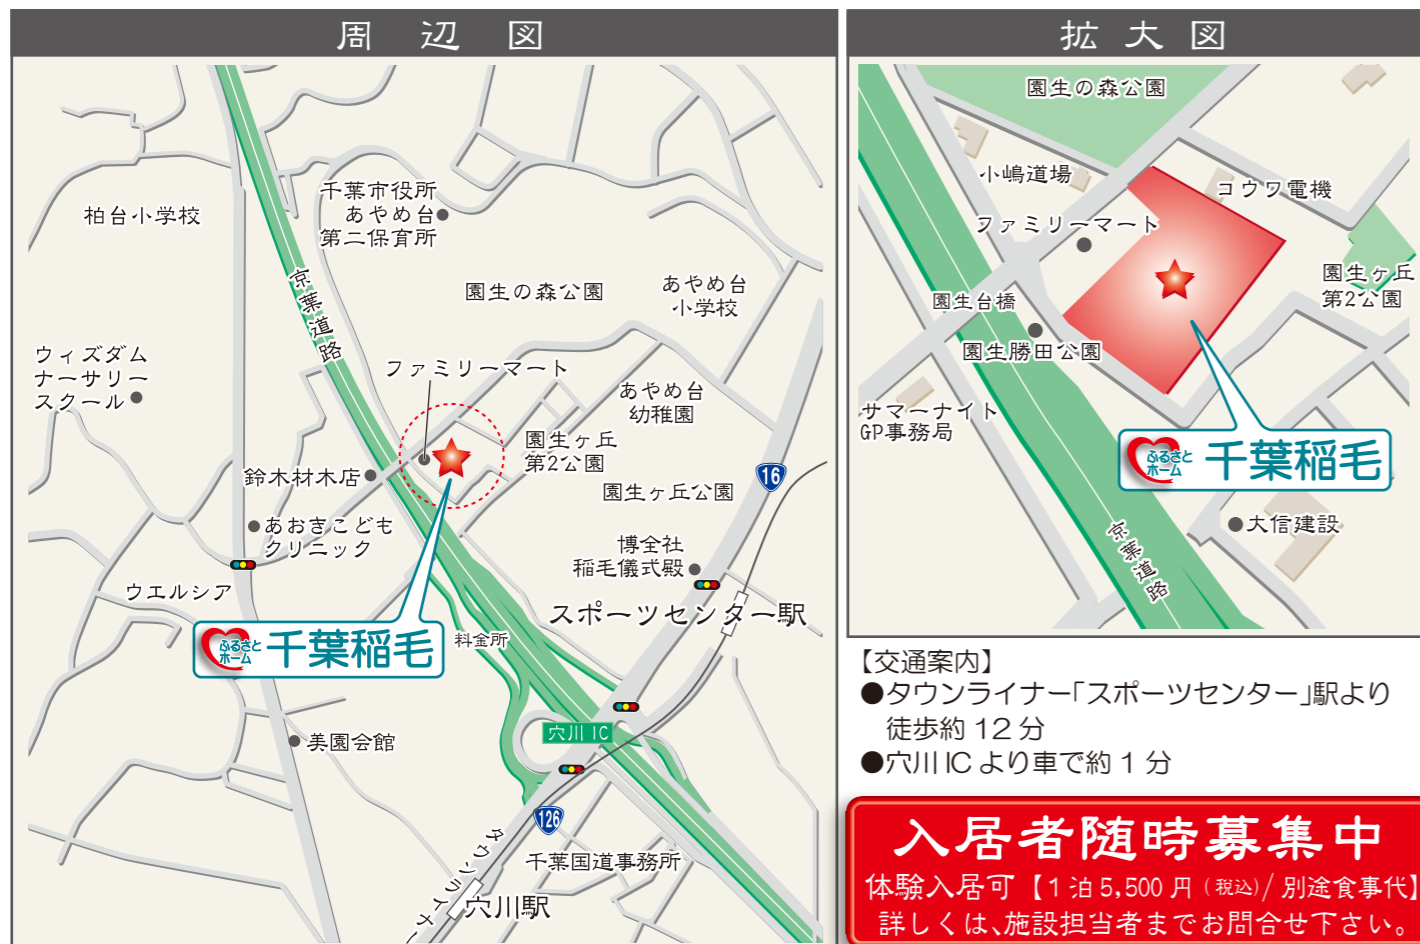 周辺図
千葉市役所
あやめ台
第二保育所
柏台小学校
京葉道路
園生の森公園
あやめ台
小学校
ウィズダム
ナーサリー
スクール
ファミリーマート
あやめ台
幼稚園
園生ヶ丘
第2公園
鈴木材木店
園生ヶ丘公園
16
あおきこども
クリニック
博全社
稲毛儀式殿
ウエルシア
スポーツセンター駅
ふるさと
ホーム
千葉稲毛
料金所
穴川 IC
美園会館
126
タウンライナー
千葉国道事務所
穴川駅
拡大図
園生の森公園
小嶋道場
コウワ電機
ファミリーマート
園生ヶ丘
第2公園
園生台橋
園生勝田公園
サマーナイト
GP事務局
ふるさと
ホーム
千葉稲毛
大信建設
京葉道路
【交通案内】
●タウンライナー「スポーツセンター」駅より
徒歩約 12 分
●穴川 IC より車で約 1 分
入居者随時募集中
体験入居可【1泊5,500円(税込)/別途食事代】
詳しくは、施設担当者までお問合せ下さい。